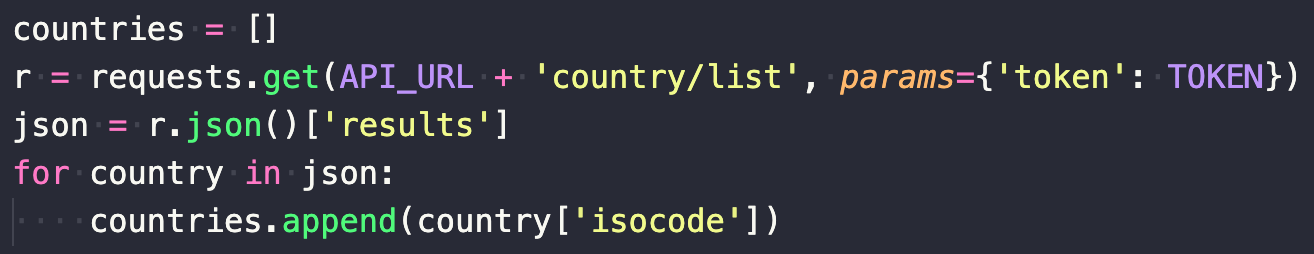 countries = []
r = requests.get(API_URL + 'country/list', params={'token': TOKEN})
json = r.json()['results']
for country in json:
    countries.append(country['isocode'])